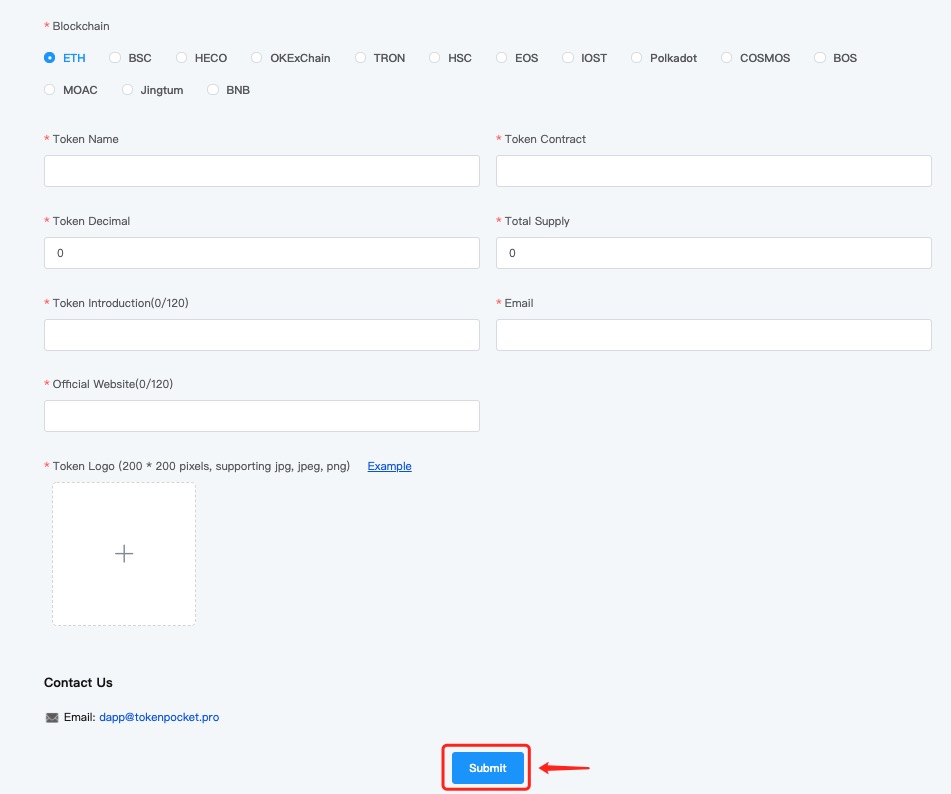 * Blockchain
ETH BSC HECO OKExChain TRON HSC EOS IOST Polkadot COSMOS BOS
MOAC Jingtum BNB
* Token Name * Token Contract
* Token Decimal * Total Supply
0 0
* Token Introduction(0/120) * Email
* Official Website(0/120)
* Token Logo (200 * 200 pixels, supporting jpg, jpeg, png) Example
Contact Us
Email: dapp@tokenpocket.pro
Submit